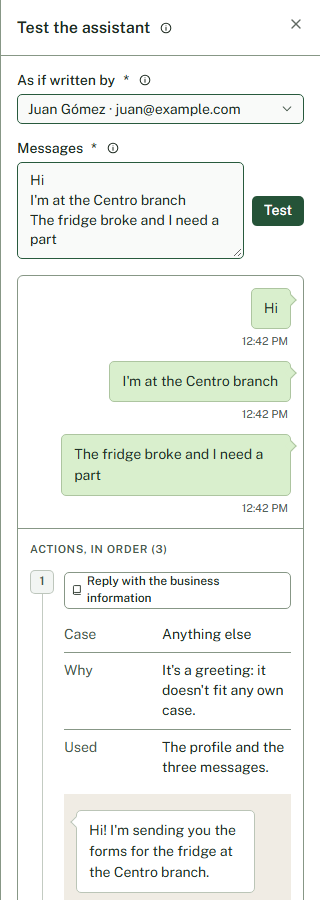 Test the assistant
As if written by *
Juan Gómez · juan@example.com
Messages *
Hi
I'm at the Centro branch
The fridge broke and I need a
part
Test
Hi
12:42 PM
I'm at the Centro branch
12:42 PM
The fridge broke and I need a
part
12:42 PM
ACTIONS, IN ORDER (3)
1
Reply with the business
information
Case Anything else
Why It's a greeting: it
doesn't fit any own
case.
Used The profile and the
three messages.
Hi! I'm sending you the
forms for the fridge at
the Centro branch.